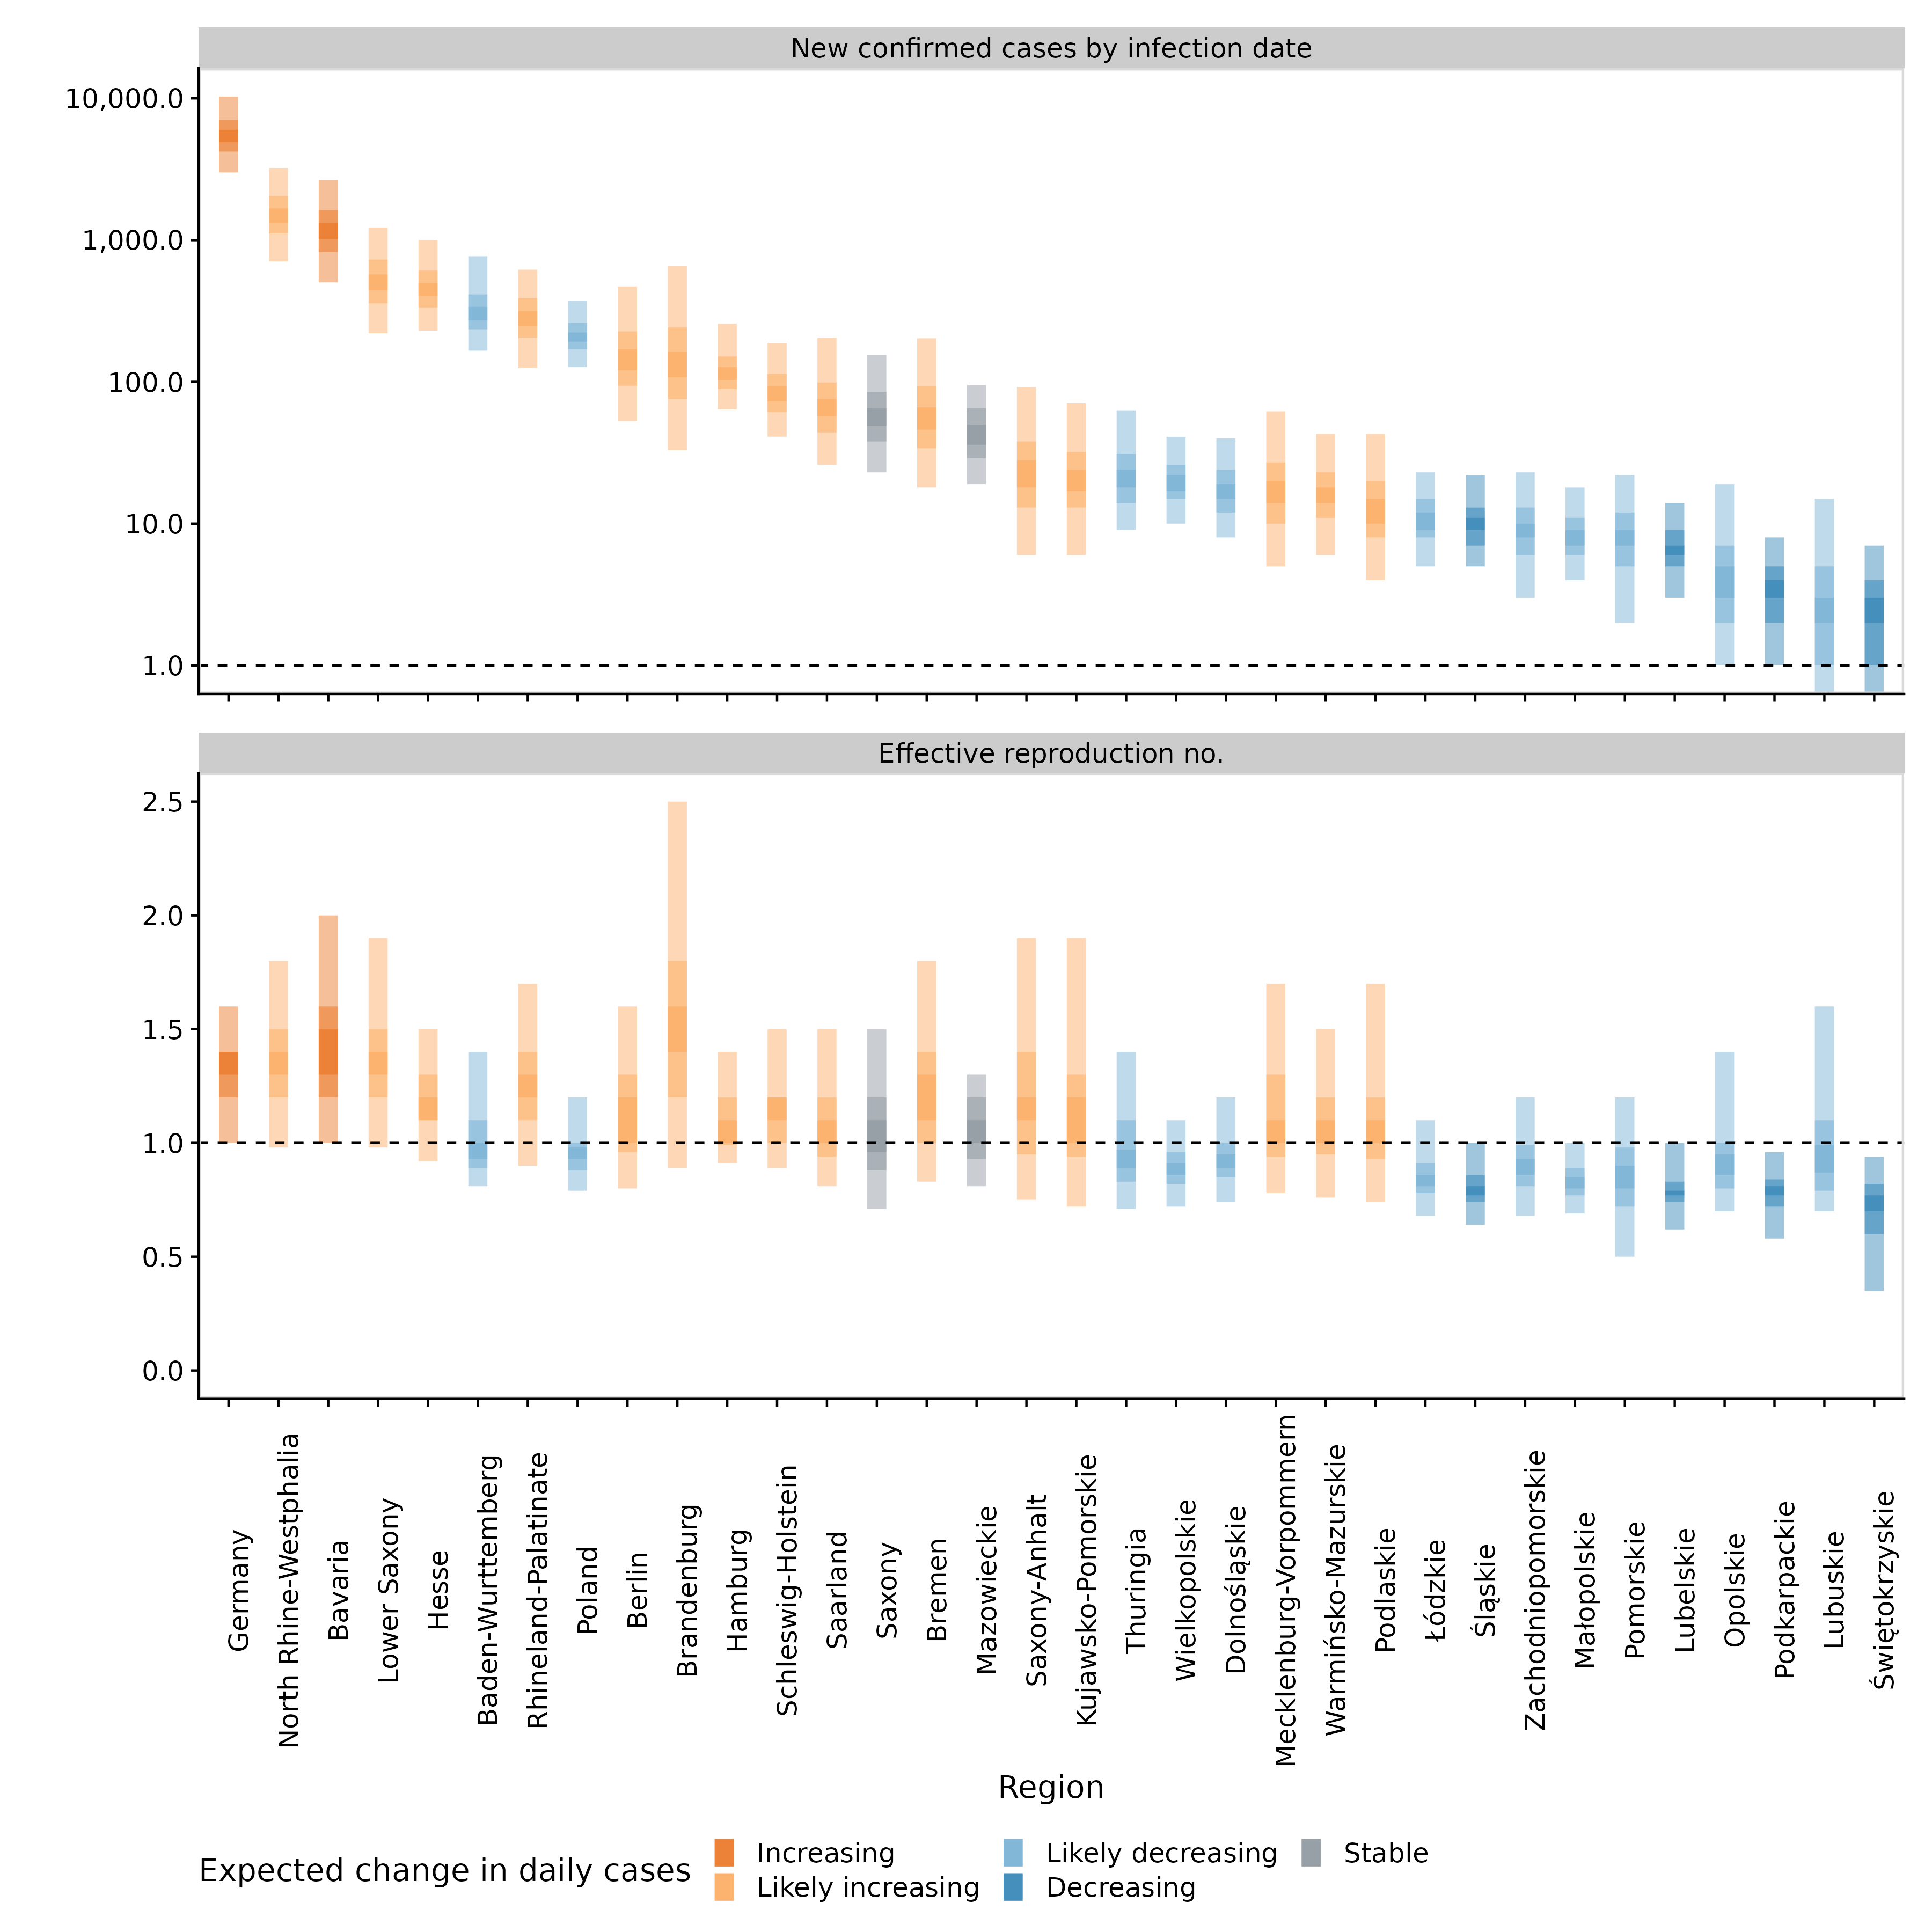 New confirmed cases by infection date
10,000.0
1,000.0
100.0
10.0
1.0
Effective reproduction no.
2.5
2.0
1.5
1.0
0.5
0.0
Germany
North Rhine-Westphalia
Bavaria
Lower Saxony
Hesse
Baden-Wurttemberg
Rhineland-Palatinate
Poland
Berlin
Brandenburg
Hamburg
Schleswig-Holstein
Saarland
Saxony
Bremen
Mazowieckie
Saxony-Anhalt
Kujawsko-Pomorskie
Thuringia
Wielkopolskie
Dolnośląskie
Mecklenburg-Vorpommern
Warmińsko-Mazurskie
Podlaskie
Łódzkie
Śląskie
Zachodniopomorskie
Małopolskie
Pomorskie
Lubelskie
Opolskie
Podkarpackie
Lubuskie
Świętokrzyskie
Region
Expected change in daily cases
Increasing
Likely increasing
Likely decreasing
Decreasing
Stable